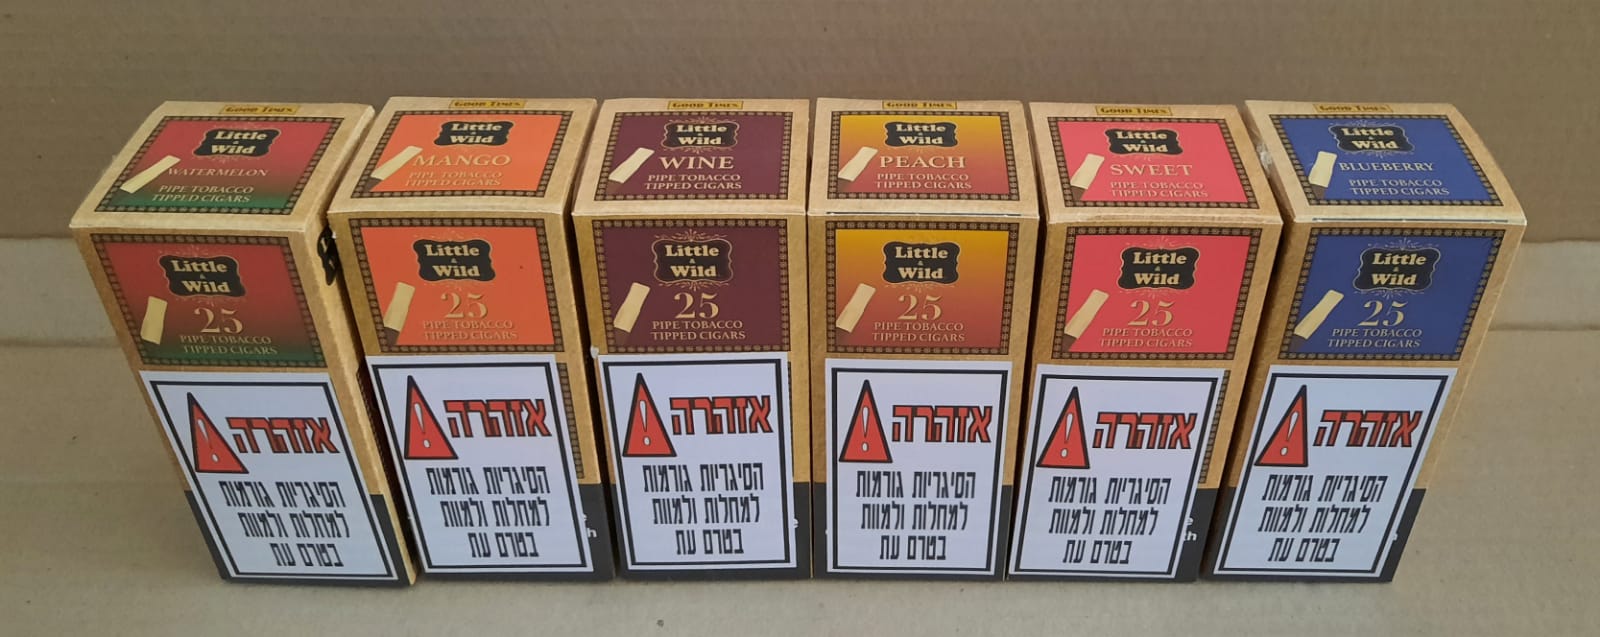 GOOD TIMES
Little
&
Wild
WATERMELON
PIPE TOBACCO
TIPPED CIGARS
Little
&
Wild
25
PIPE TOBACCO
TIPPED CIGARS
אזהרה
הסיגריות גורמות
למחלות ולמוות
בטרם עת
GOOD TIMES
Little
&
Wild
MANGO
PIPE TOBACCO
TIPPED CIGARS
Little
&
Wild
25
PIPE TOBACCO
TIPPED CIGARS
אזהרה
הסיגריות גורמות
למחלות ולמוות
בטרם עת
GOOD TIMES
Little
&
Wild
WINE
PIPE TOBACCO
TIPPED CIGARS
Little
&
Wild
25
PIPE TOBACCO
TIPPED CIGARS
אזהרה
הסיגריות גורמות
למחלות ולמוות
בטרם עת
GOOD TIMES
Little
&
Wild
PEACH
PIPE TOBACCO
TIPPED CIGARS
Little
&
Wild
25
PIPE TOBACCO
TIPPED CIGARS
אזהרה
הסיגריות גורמות
למחלות ולמוות
בטרם עת
GOOD TIMES
Little
&
Wild
SWEET
PIPE TOBACCO
TIPPED CIGARS
Little
&
Wild
25
PIPE TOBACCO
TIPPED CIGARS
אזהרה
הסיגריות גורמות
למחלות ולמוות
בטרם עת
GOOD TIMES
Little
&
Wild
BLUEBERRY
PIPE TOBACCO
TIPPED CIGARS
Little
&
Wild
25
PIPE TOBACCO
TIPPED CIGARS
אזהרה
הסיגריות גורמות
למחלות ולמוות
בטרם עת